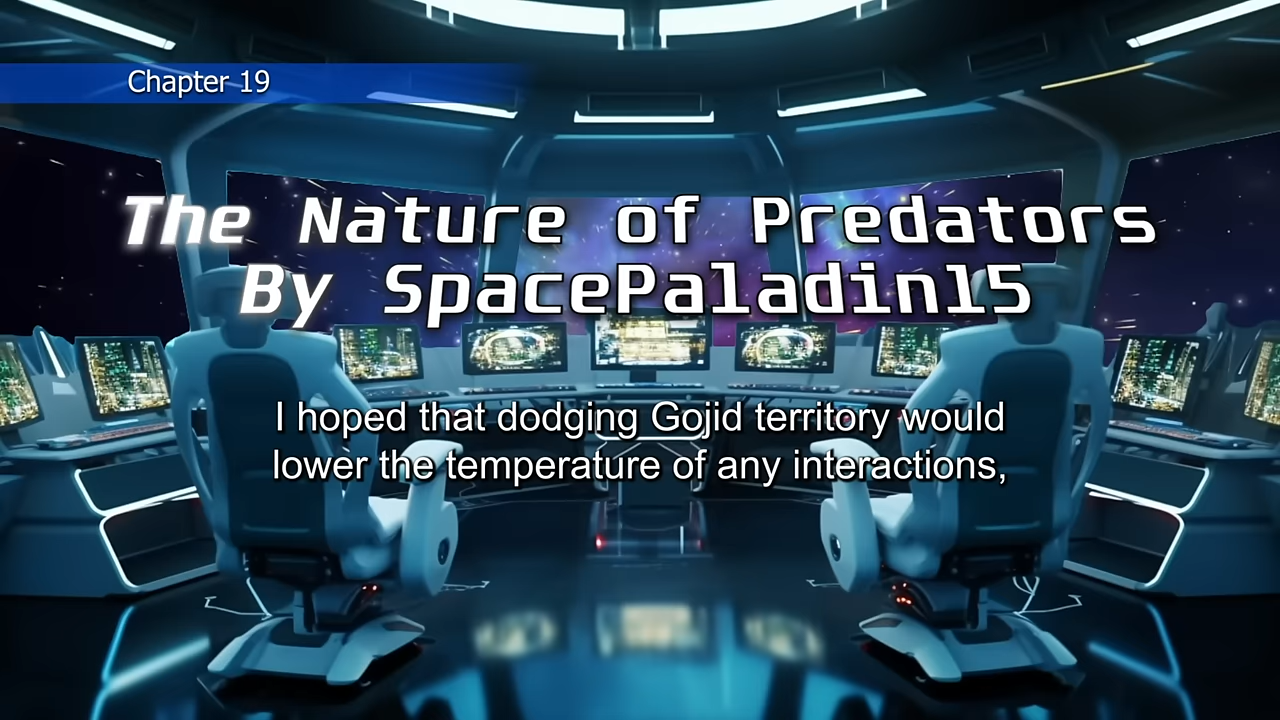 Chapter 19
The Nature of Predators
By SpacePaladin15
I hoped that dodging Gojid territory would
lower the temperature of any interactions,